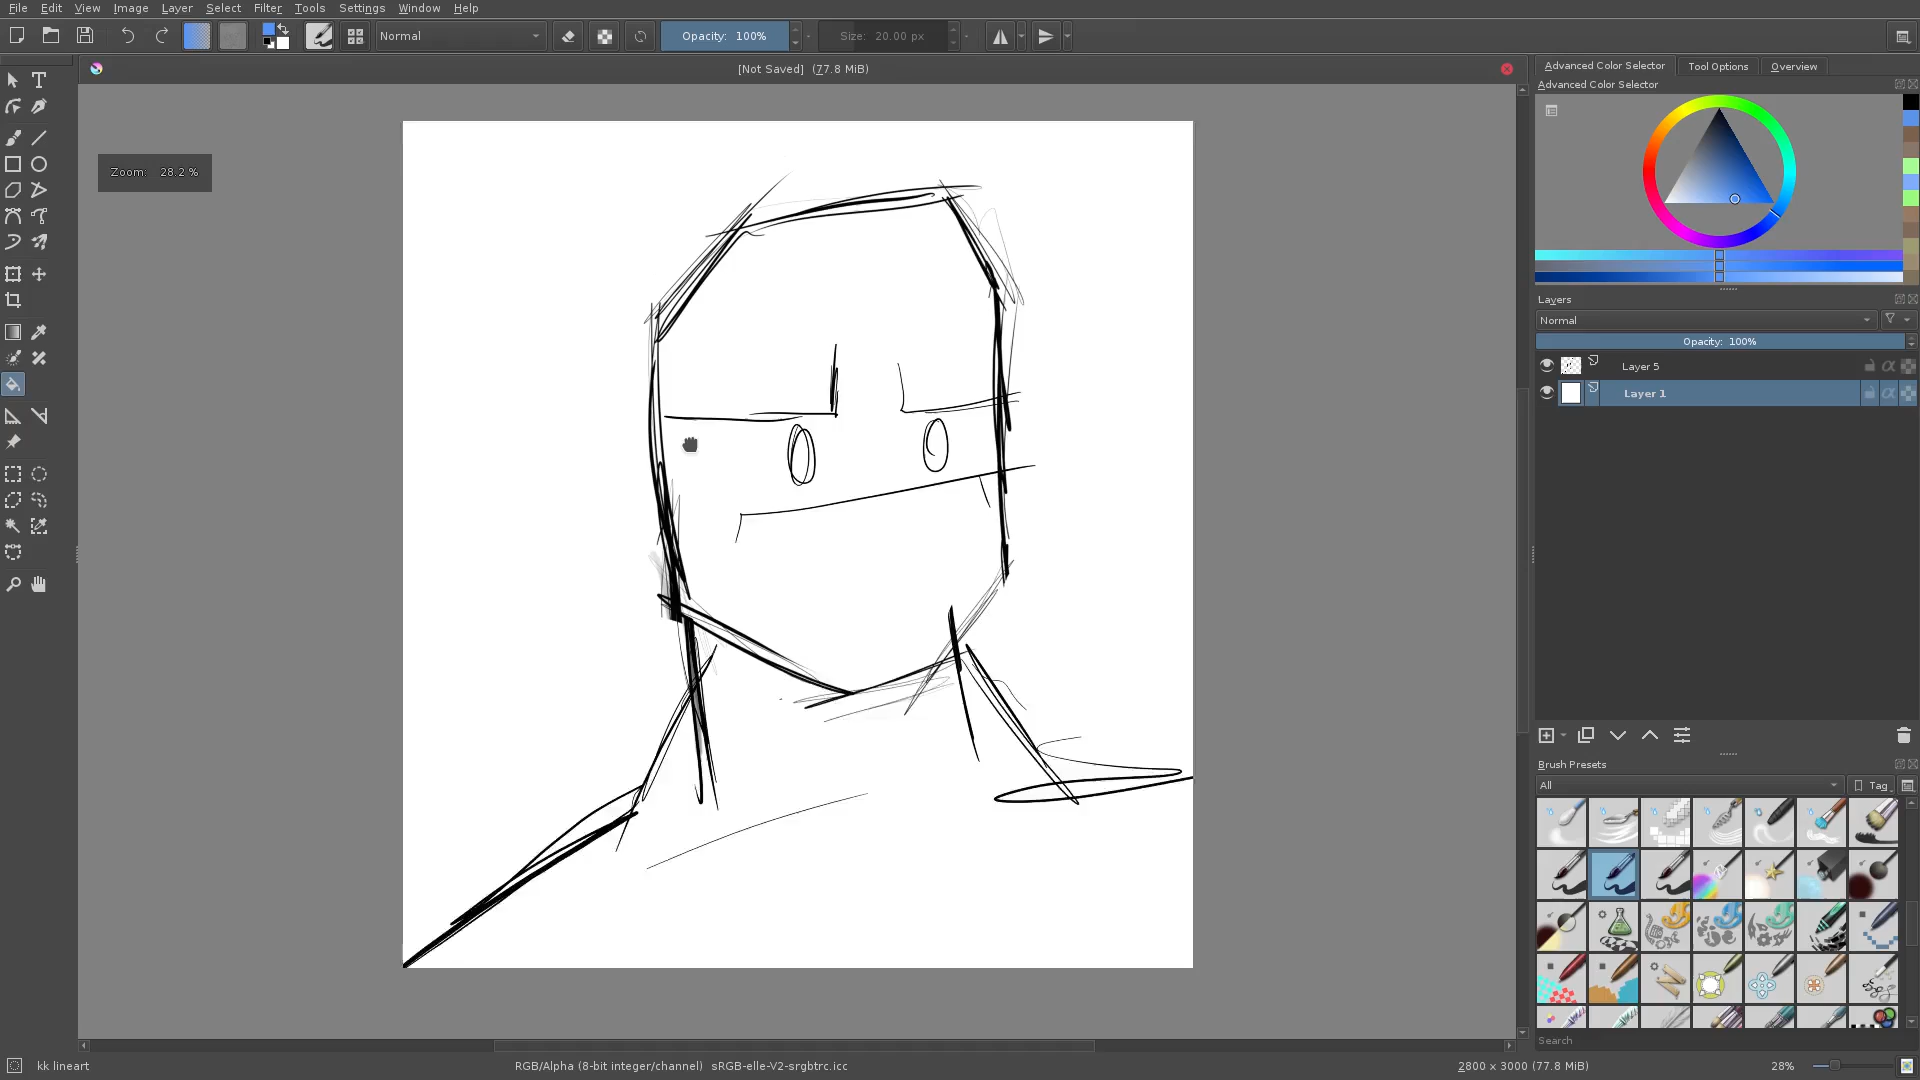 File Edit View Image Layer Select Filter Tools Settings Window Help
Normal
Opacity: 100%
Size: 20.00 px
[Not Saved] (77.8 MiB)
Zoom: 28.2 %
Advanced Color Selector
Tool Options
Overview
Advanced Color Selector
Layers
Normal
Opacity: 100%
Layer 5
Layer 1
Brush Presets
All
Tag
Search
kk lineart
RGB/Alpha (8-bit integer/channel) sRGB-elle-V2-srgbtrc.icc
2800 x 3000 (77.8 MiB)
28%